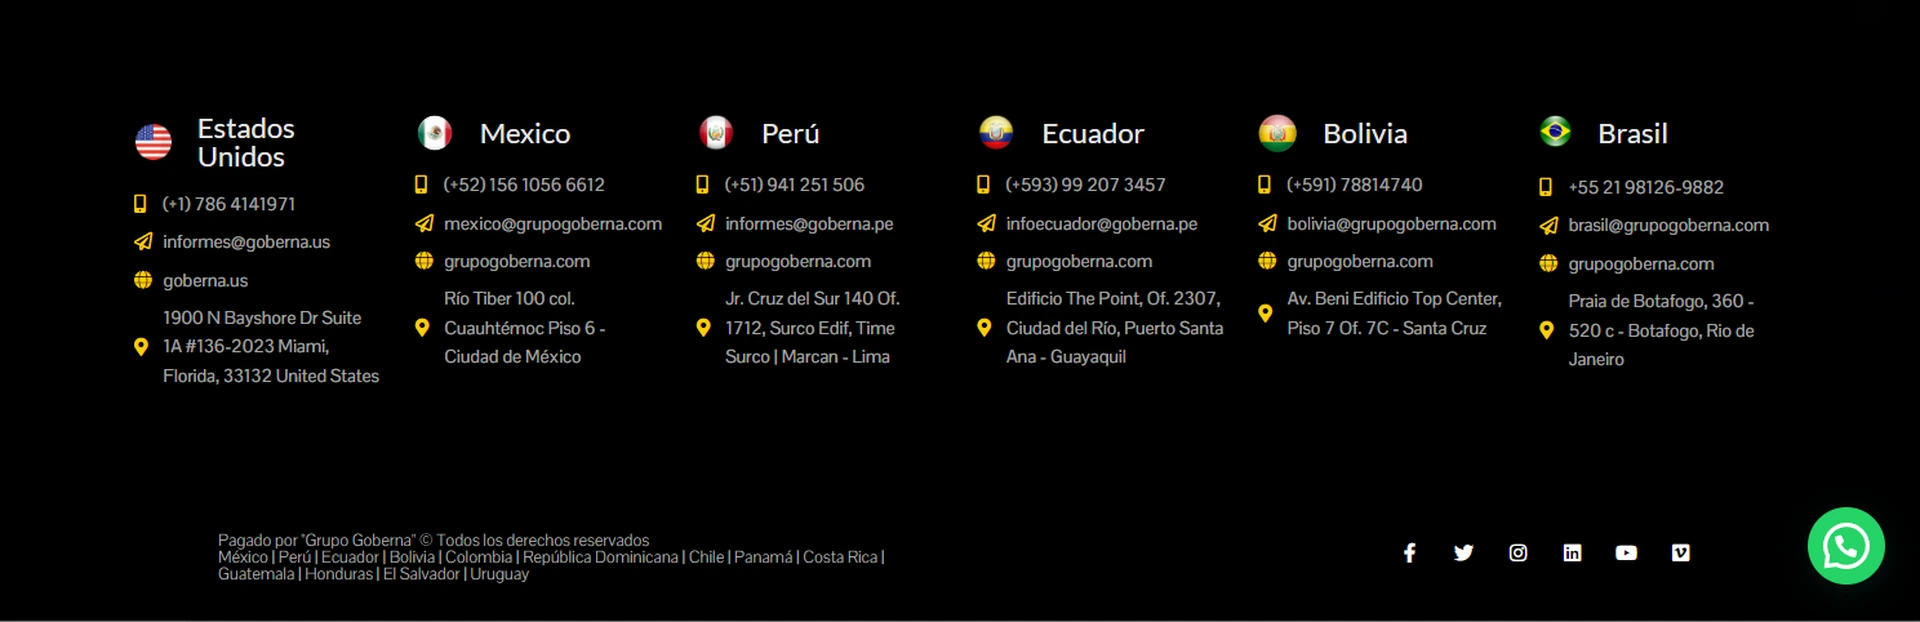 Estados
Unidos
(+1) 786 4141971
informes@goberna.us
goberna.us
1900 N Bayshore Dr Suite
1A #136-2023 Miami,
Florida, 33132 United States
Mexico
(+52) 156 1056 6612
mexico@grupogoberna.com
grupogoberna.com
Río Tiber 100 col.
Cuauhtémoc Piso 6 -
Ciudad de México
Perú
(+51) 941 251 506
informes@goberna.pe
grupogoberna.com
Jr. Cruz del Sur 140 Of.
1712, Surco Edif, Time
Surco | Marcan - Lima
Ecuador
(+593) 99 207 3457
infoecuador@goberna.pe
grupogoberna.com
Edificio The Point, Of. 2307,
Ciudad del Río, Puerto Santa
Ana - Guayaquil
Bolivia
(+591) 78814740
bolivia@grupogoberna.com
grupogoberna.com
Av. Beni Edificio Top Center,
Piso 7 Of. 7C - Santa Cruz
Brasil
+55 21 98126-9882
brasil@grupogoberna.com
grupogoberna.com
Praia de Botafogo, 360 -
520 c - Botafogo, Rio de
Janeiro
Pagado por "Grupo Goberna" © Todos los derechos reservados
México | Perú | Ecuador | Bolivia | Colombia | República Dominicana | Chile | Panamá | Costa Rica |
Guatemala | Honduras | El Salvador | Uruguay